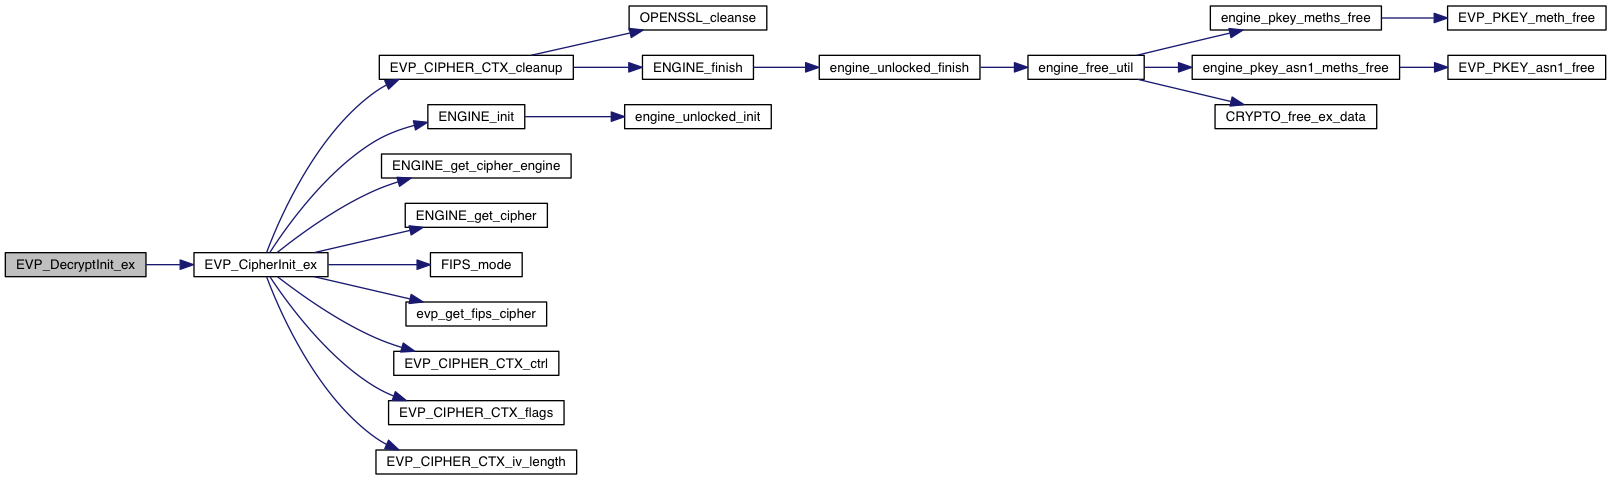 OPENSSL_cleanse
engine_pkey_meths_free
EVP_PKEY_meth_free
EVP_CIPHER_CTX_cleanup
ENGINE_finish
engine_unlocked_finish
engine_free_util
engine_pkey_asn1_meths_free
EVP_PKEY_asn1_free
ENGINE_init
engine_unlocked_init
CRYPTO_free_ex_data
ENGINE_get_cipher_engine
ENGINE_get_cipher
EVP_DecryptInit_ex
EVP_CipherInit_ex
FIPS_mode
evp_get_fips_cipher
EVP_CIPHER_CTX_ctrl
EVP_CIPHER_CTX_flags
EVP_CIPHER_CTX_iv_length